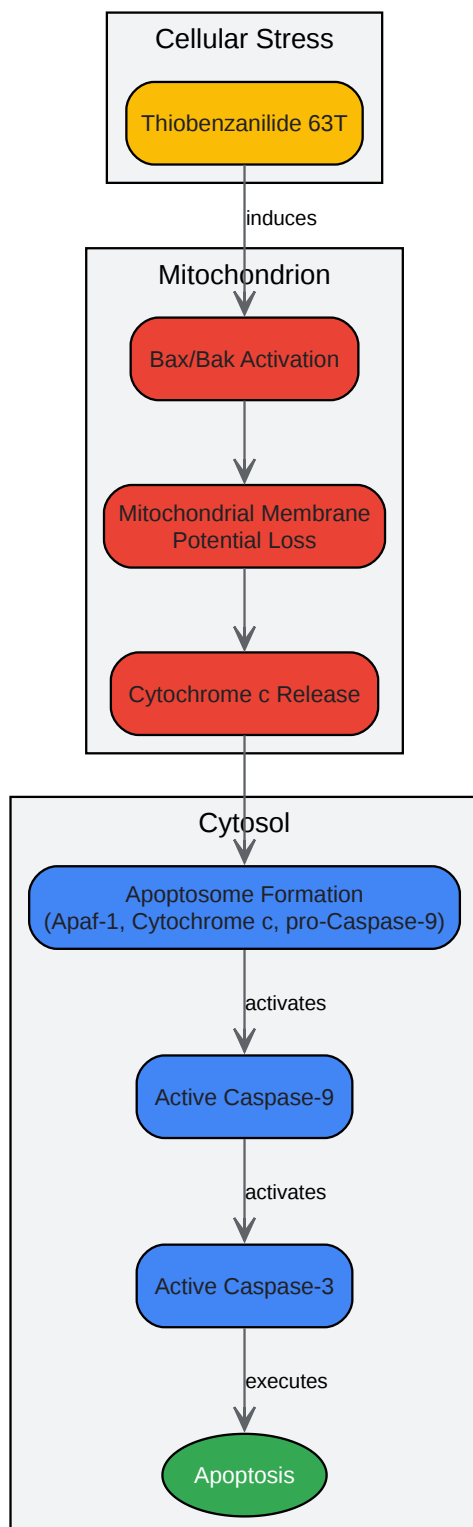 Cellular Stress
Thiobenzanilide 63T
induces
Mitochondrion
Bax/Bak Activation
Mitochondrial Membrane
Potential Loss
Cytochrome c Release
Cytosol
Apoptosome Formation
(Apaf-1, Cytochrome c, pro-Caspase-9)
activates
Active Caspase-9
activates
Active Caspase-3
executes
Apoptosis